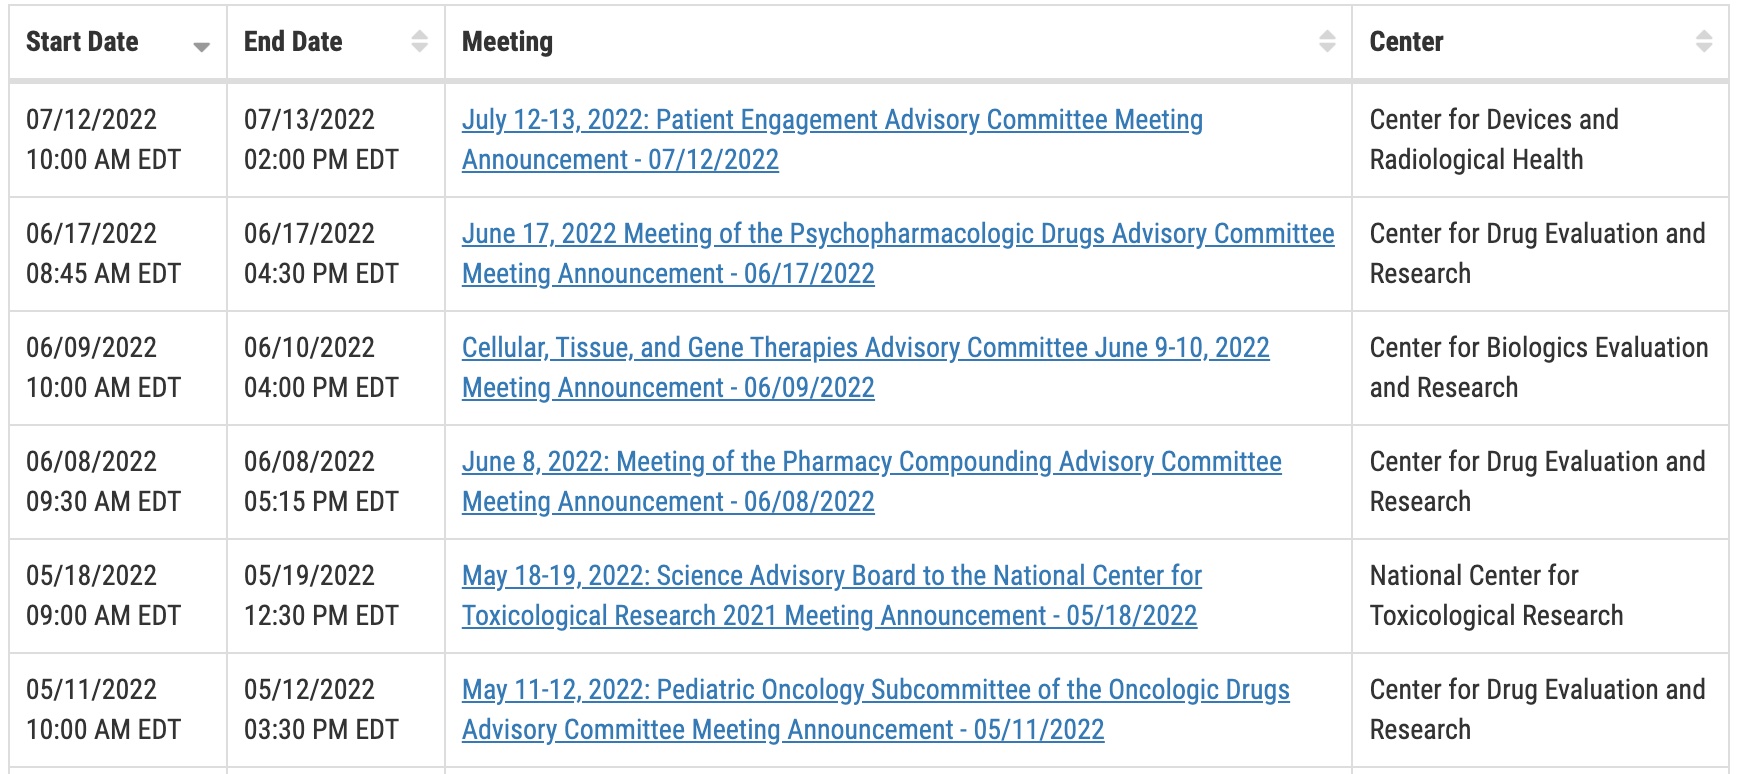 Start Date End Date Meeting Center
07/12/2022 07/13/2022 July 12-13, 2022: Patient Engagement Advisory Committee Meeting Center for Devices and
10:00 AM EDT 02:00 PM EDT Announcement - 07/12/2022 Radiological Health
06/17/2022 06/17/2022 June 17, 2022 Meeting of the Psychopharmacologic Drugs Advisory Committee Center for Drug Evaluation and
08:45 AM EDT 04:30 PM EDT Meeting Announcement - 06/17/2022 Research
06/09/2022 06/10/2022 Cellular, Tissue, and Gene Therapies Advisory Committee June 9-10, 2022 Center for Biologics Evaluation
10:00 AM EDT 04:00 PM EDT Meeting Announcement - 06/09/2022 and Research
06/08/2022 06/08/2022 June 8, 2022: Meeting of the Pharmacy Compounding Advisory Committee Center for Drug Evaluation and
09:30 AM EDT 05:15 PM EDT Meeting Announcement - 06/08/2022 Research
05/18/2022 05/19/2022 May 18-19, 2022: Science Advisory Board to the National Center for National Center for
09:00 AM EDT 12:30 PM EDT Toxicological Research 2021 Meeting Announcement - 05/18/2022 Toxicological Research
05/11/2022 05/12/2022 May 11-12, 2022: Pediatric Oncology Subcommittee of the Oncologic Drugs Center for Drug Evaluation and
10:00 AM EDT 03:30 PM EDT Advisory Committee Meeting Announcement - 05/11/2022 Research